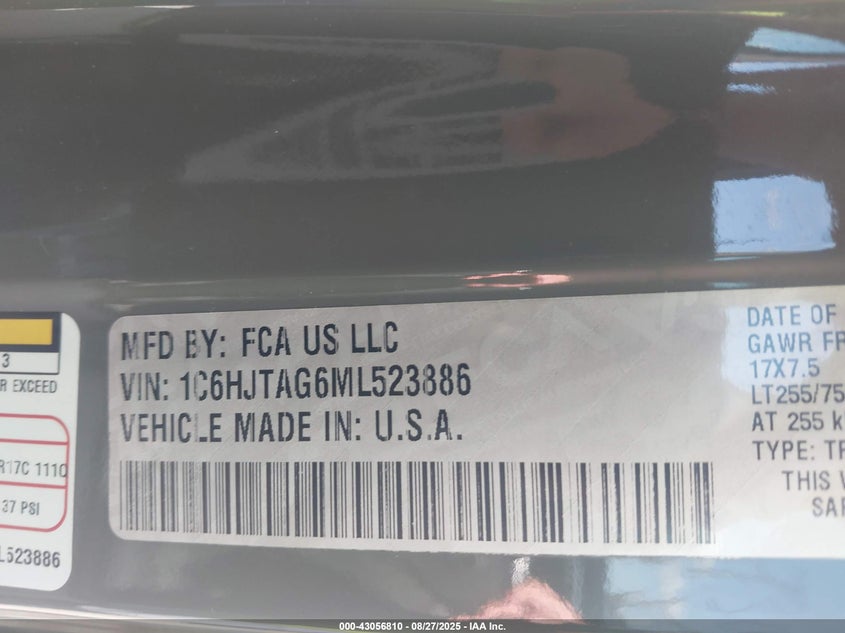 3
R EXCEED
R17C 1110
37 PSI
L523886
MFD BY: FCA US LLC
VIN: 1C6HJTAG6ML523886
VEHICLE MADE IN: U.S.A.
DATE OF
GAWR FR
17X7.5
LT255/75
AT 255 k
TYPE: TR
THIS V
SAF
000-43056810 - 08/27/2025 - IAA Inc.